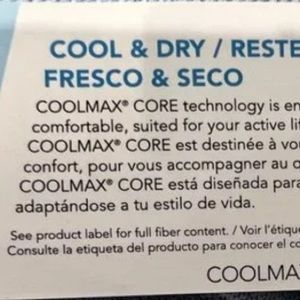 COOL & DRY / RESTE
FRESCO & SECO
COOLMAX® CORE technology is en
comfortable, suited for your active lif
COOLMAX® CORE est destinée à vo
confort, pour vous accompagner au q
COOLMAX® CORE está diseñada para
adaptándose a tu estilo de vida.
See product label for full fiber content. / Voir l'étique
Consulte la etiqueta del producto para conocer el co
COOLMAX